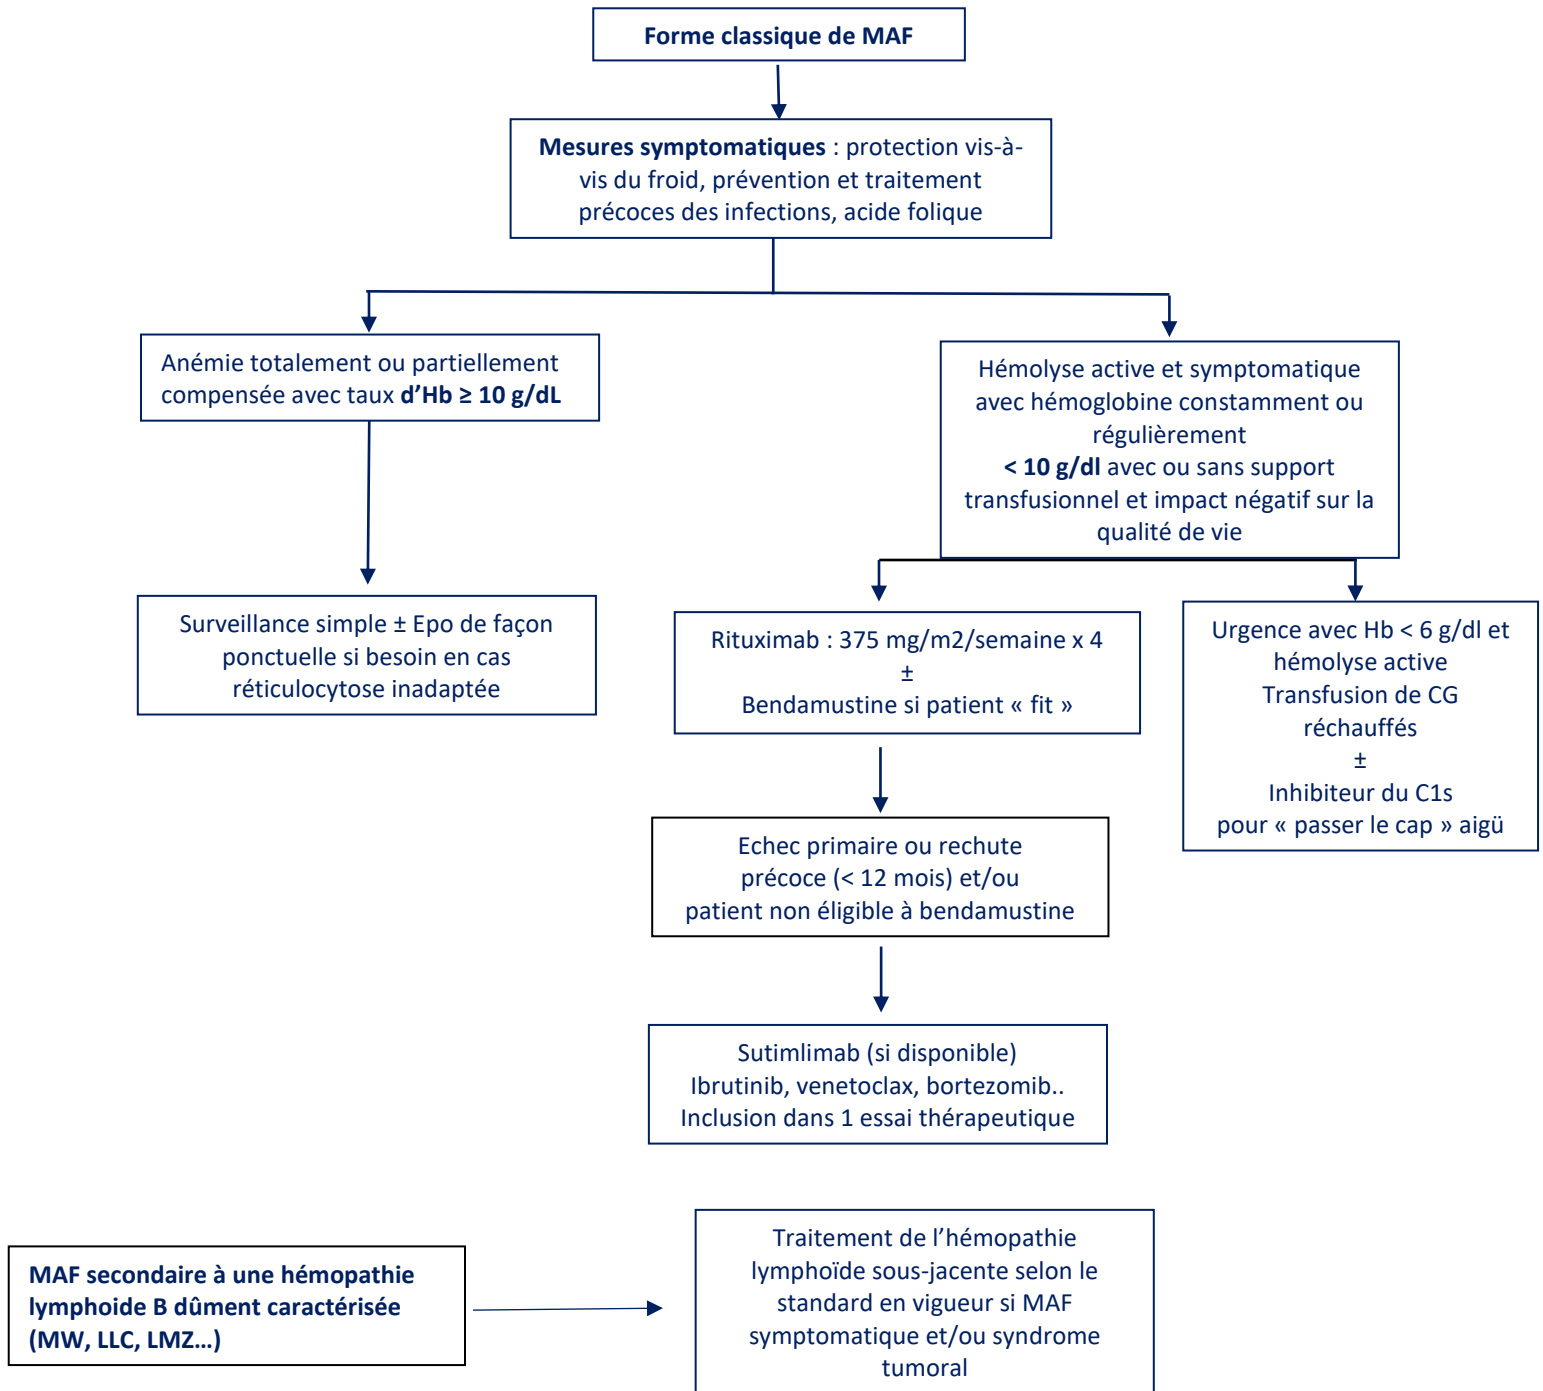 Forme classique de MAF
Mesures symptomatiques : protection vis-à-
vis du froid, prévention et traitement
précoces des infections, acide folique
Anémie totalement ou partiellement
compensée avec taux d’Hb ≥ 10 g/dL
Hémolyse active et symptomatique
avec hémoglobine constamment ou
régulièrement
< 10 g/dl avec ou sans support
transfusionnel et impact négatif sur la
qualité de vie
Surveillance simple ± Epo de façon
ponctuelle si besoin en cas
réticulocytose inadaptée
Rituximab : 375 mg/m2/semaine x 4
±
Bendamustine si patient « fit »
Urgence avec Hb < 6 g/dl et
hémolyse active
Transfusion de CG
réchauffés
±
Inhibiteur du C1s
pour « passer le cap » aigü
Echec primaire ou rechute
précoce (< 12 mois) et/ou
patient non éligible à bendamustine
Sutimlimab (si disponible)
Ibrutinib, venetoclax, bortezomib..
Inclusion dans 1 essai thérapeutique
MAF secondaire à une hémopathie
lymphoide B dûment caractérisée
(MW, LLC, LMZ…)
Traitement de l’hémopathie
lymphoïde sous-jacente selon le
standard en vigueur si MAF
symptomatique et/ou syndrome
tumoral